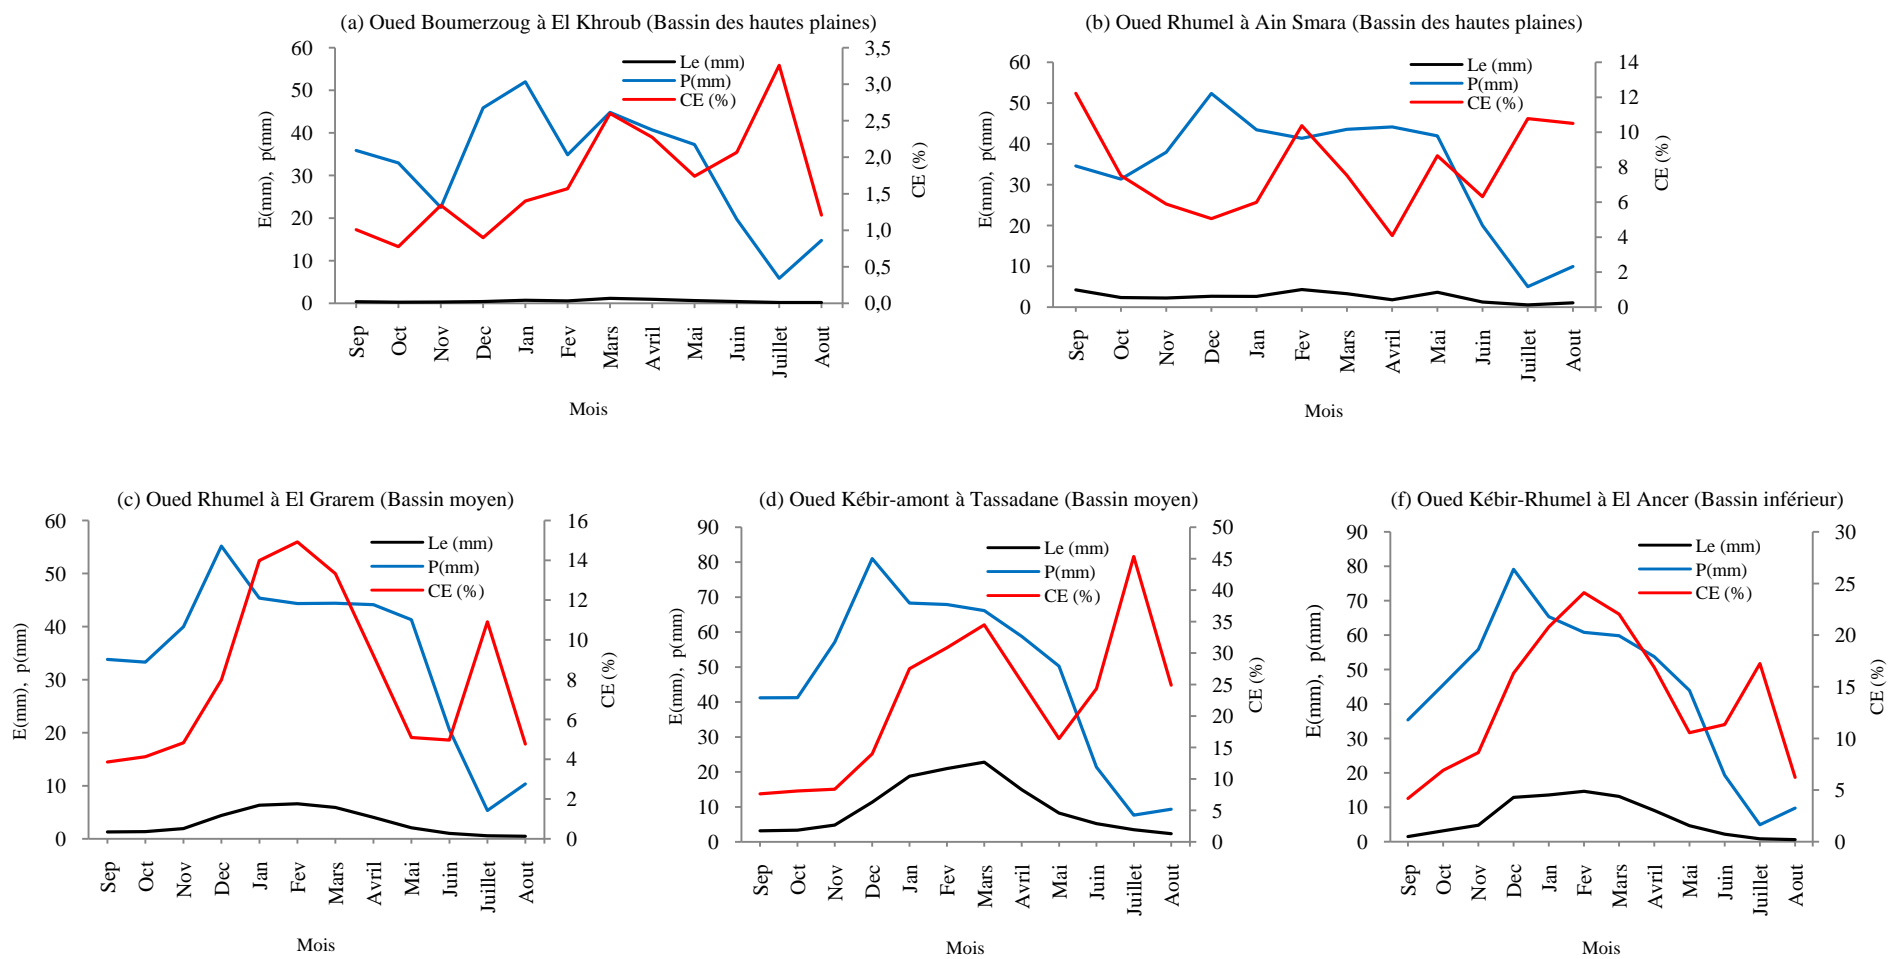 (a) Oued Boumerzoug à El Khroub (Bassin des hautes plaines)
60
50
40
30
20
10
0
E(mm), p(mm)
Le (mm)
P(mm)
CE (%)
3,5
3,0
2,5
2,0
1,5
1,0
0,5
0,0
CE (%)
Sep
Oct
Nov
Dec
Jan
Fev
Mars
Avril
Mai
Juin
Juillet
Aout
Mois
(b) Oued Rhumel à Ain Smara (Bassin des hautes plaines)
60
50
40
30
20
10
0
E(mm), p(mm)
Le (mm)
P(mm)
CE (%)
14
12
10
8
6
4
2
0
CE (%)
Sep
Oct
Nov
Dec
Jan
Fev
Mars
Avril
Mai
Juin
Juillet
Aout
Mois
(c) Oued Rhumel à El Grarem (Bassin moyen)
60
50
40
30
20
10
0
E(mm), p(mm)
Le (mm)
P(mm)
CE (%)
16
14
12
10
8
6
4
2
0
CE (%)
Sep
Oct
Nov
Dec
Jan
Fev
Mars
Avril
Mai
Juin
Juillet
Aout
Mois
(d) Oued Kébir-amont à Tassadane (Bassin moyen)
90
80
70
60
50
40
30
20
10
0
E(mm), p(mm)
Le (mm)
P(mm)
CE (%)
50
45
40
35
30
25
20
15
10
5
0
CE (%)
Sep
Oct
Nov
Dec
Jan
Fev
Mars
Avril
Mai
Juin
Juillet
Aout
Mois
(f) Oued Kébir-Rhumel à El Ancer (Bassin inférieur)
90
80
70
60
50
40
30
20
10
0
E(mm), p(mm)
Le (mm)
P(mm)
CE (%)
30
25
20
15
10
5
0
CE (%)
Sep
Oct
Nov
Dec
Jan
Fev
Mars
Avril
Mai
Juin
Juillet
Aout
Mois